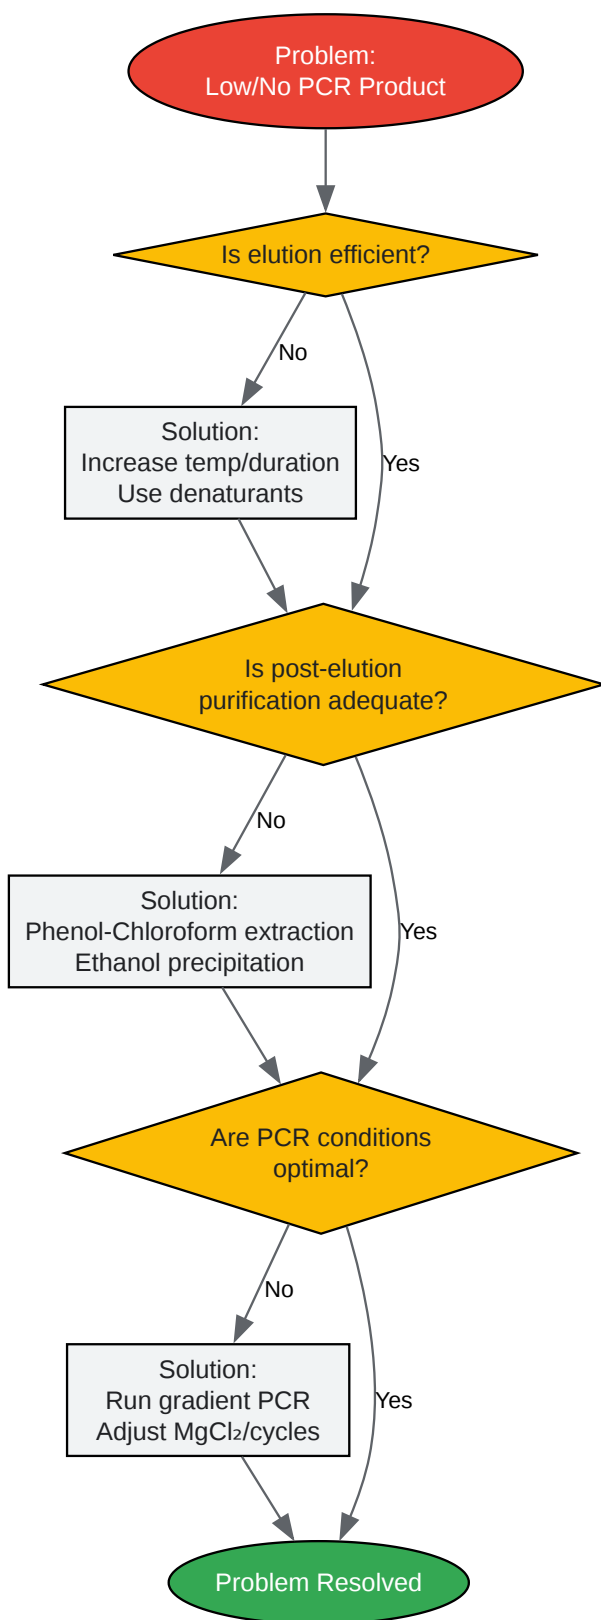 Problem:
Low/No PCR Product
Is elution efficient?
No
Solution:
Increase temp/duration
Use denaturants
Yes
Is post-elution
purification adequate?
No
Solution:
Phenol-Chloroform extraction
Ethanol precipitation
Yes
Are PCR conditions
optimal?
No
Solution:
Run gradient PCR
Adjust MgCl₂/cycles
Yes
Problem Resolved